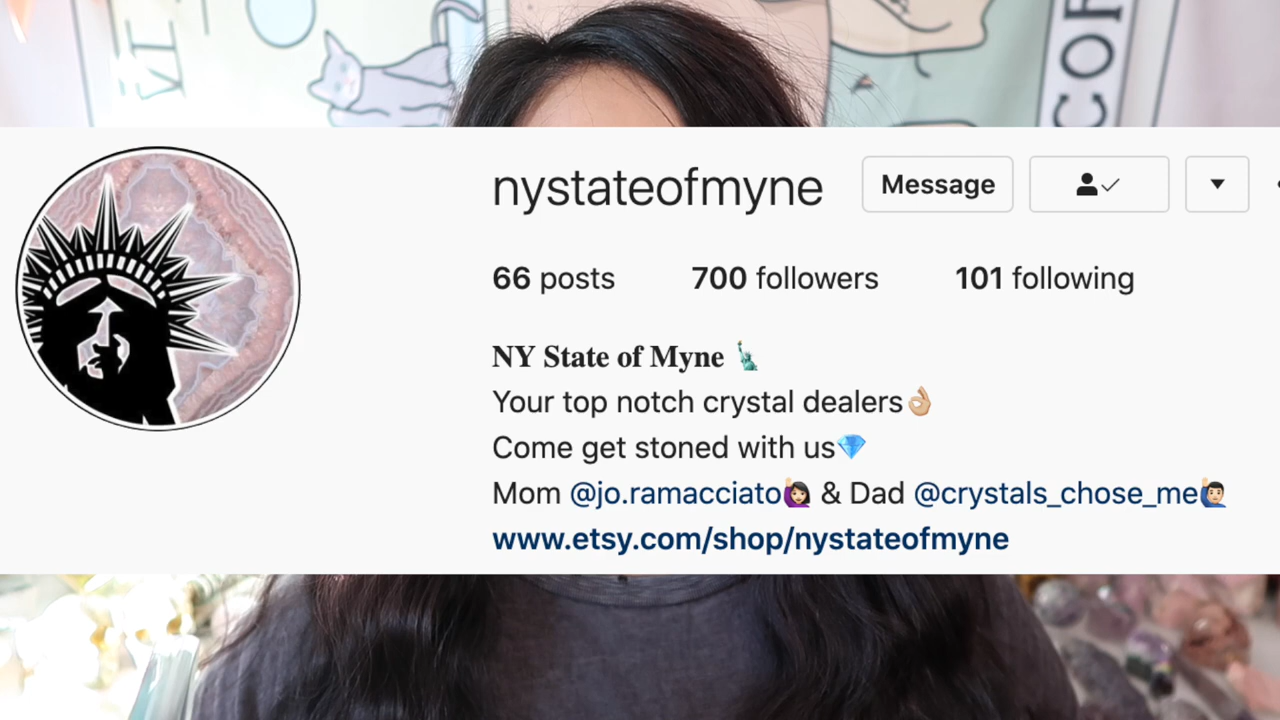 nystateofmyne
Message
66 posts 700 followers 101 following
NY State of Myne 🗽
Your top notch crystal dealers👌🏼
Come get stoned with us💎
Mom @jo.ramacciato🙋🏻‍♀️ & Dad @crystals_chose_me🙋🏻‍♂️
www.etsy.com/shop/nystateofmyne
COR